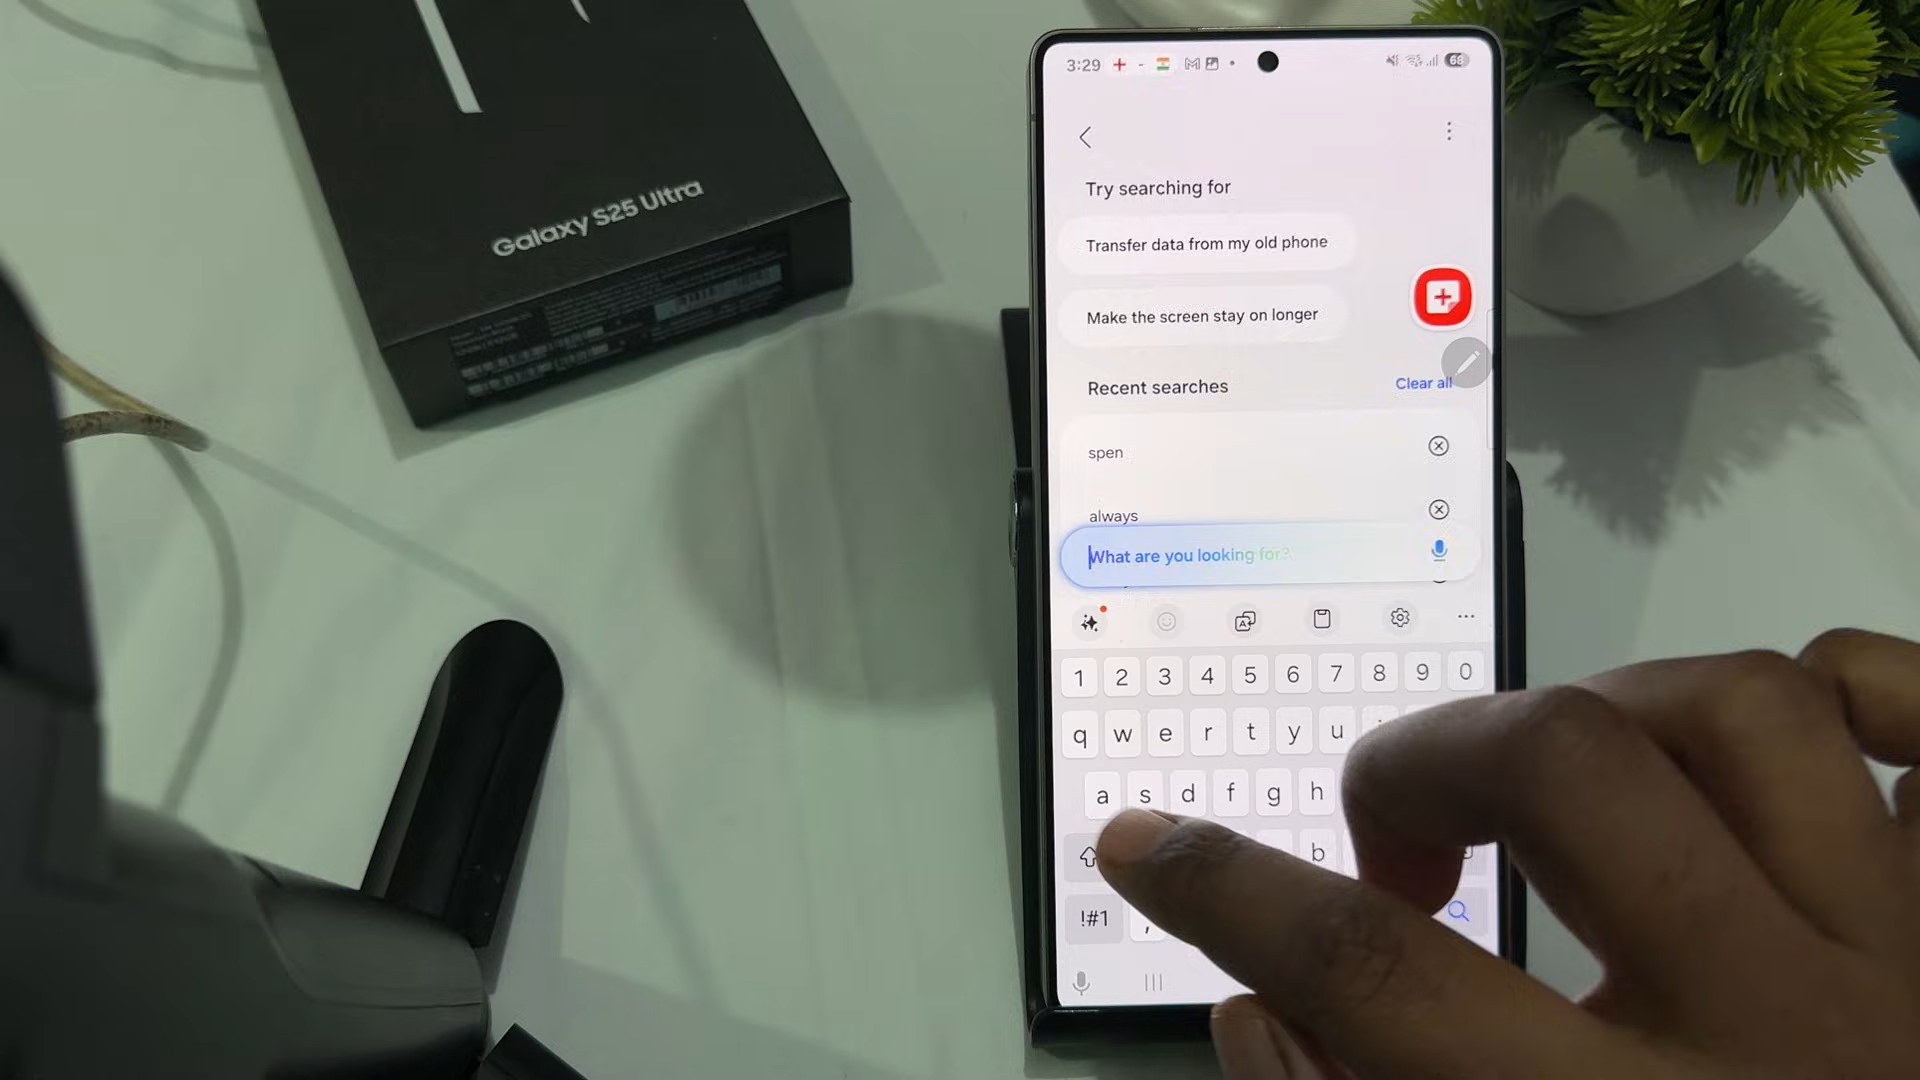 Galaxy S25 Ultra
3:29
68
Try searching for
Transfer data from my old phone
Make the screen stay on longer
Recent searches
Clear all
spen
always
What are you looking for?
1 2 3 4 5 6 7 8 9 0
q w e r t y u
a s d f g h
b
!#1 ,